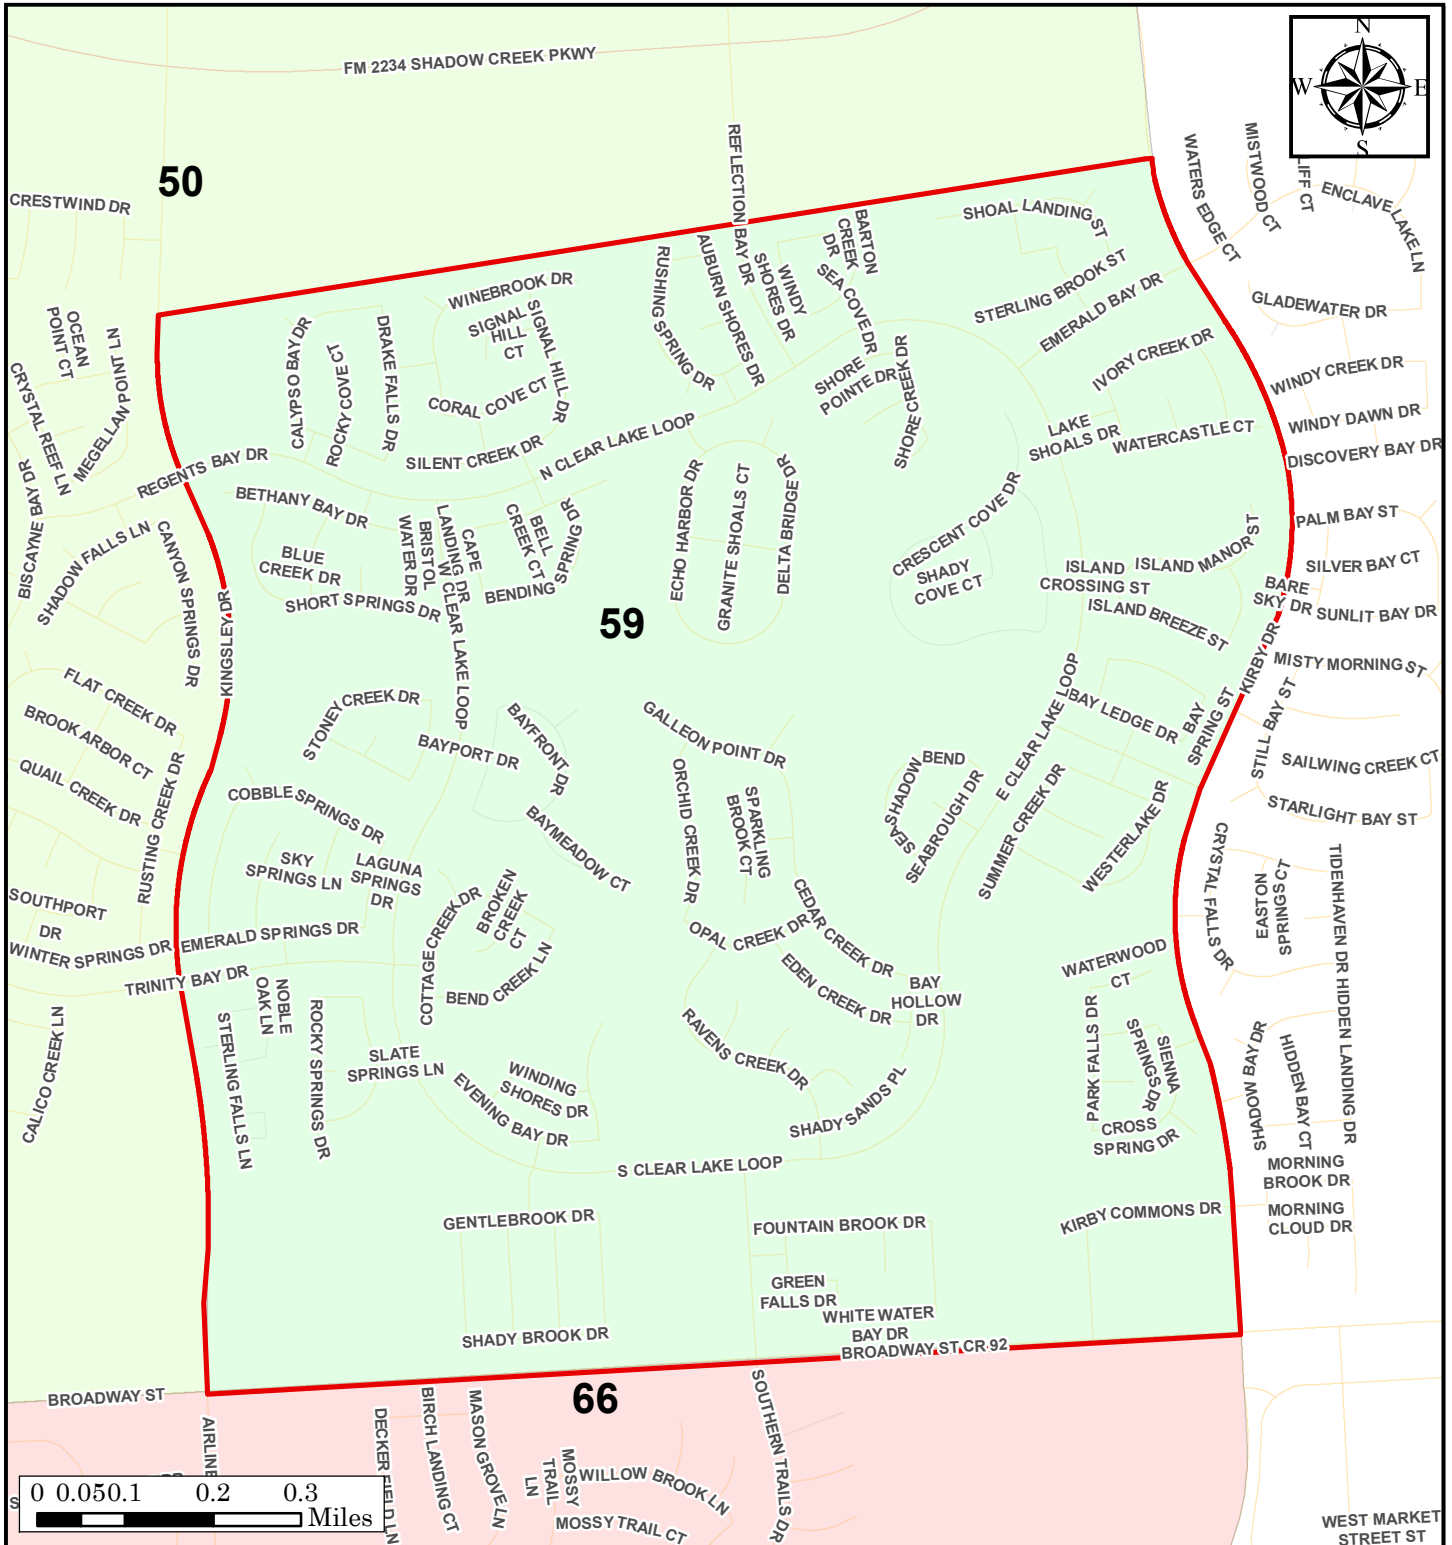 FM 2234 SHADOW CREEK PKWY
N
W
E
S
50
CRESTWIND DR
REFLECTION BAY DR
WATERS EDGE CT
MISTWOOD CT
ENCLAVE LAKE LN
GLADEWATER DR
SHOAL LANDING ST
BARTON
CREEK
DR
WINDY
SHORES DR
SEA COVE DR
AUBURN SHORES DR
RUSHING SPRING DR
WINEBROOK DR
SIGNAL
HILL
CT
SIGNAL HILL DR
STERLING BROOK ST
EMERALD BAY DR
IVORY CREEK DR
OCEAN
POINT CT
MEGELLAN POINT LN
CRYSTAL REEF LN
BISCAYNE BAY DR
CALYPSO BAY DR
ROCKY COVE CT
DRAKE FALLS DR
CORAL COVE CT
SILENT CREEK DR
N CLEAR LAKE LOOP
SHORE
POINTE DR
SHORE CREEK DR
LAKE
SHOALS DR
WATERCASTLE CT
WINDY CREEK DR
WINDY DAWN DR
DISCOVERY BAY DR
REGENTS BAY DR
BETHANY BAY DR
SHADOW FALLS LN
CANYON SPRINGS DR
KINGSLEY DR
BLUE
CREEK DR
SHORT SPRINGS DR
BRISTOL
WATER DR
CAPE
LANDING DR
W CLEAR LAKE LOOP
BELL
CREEK CT
BENDING SPRING DR
ECHO HARBOR DR
GRANITE SHOALS CT
DELTA BRIDGE DR
CRESCENT COVE DR
SHADY
COVE CT
ISLAND
CROSSING ST
ISLAND MANOR ST
ISLAND BREEZE ST
PALM BAY ST
SILVER BAY CT
BARE
SKY DR
SUNLIT BAY DR
KIRBY DR
MISTY MORNING ST
59
FLAT CREEK DR
BROOK ARBOR CT
QUAIL CREEK DR
RUSTING CREEK DR
STONEY CREEK DR
BAYPORT DR
BAYFRONT DR
GALLEON POINT DR
E CLEAR LAKE LOOP
BAY LEDGE DR
BAY
SPRING ST
STILL BAY ST
SAILWING CREEK CT
STARLIGHT BAY ST
COBBLE SPRINGS DR
SKY
SPRINGS LN
LAGUNA
SPRINGS
DR
BAYMEADOW CT
ORCHID CREEK DR
SPARKLING
BROOK CT
SEA SHADOW BEND
SEABROUGH DR
SUMMER CREEK DR
WESTERLAKE DR
CRYSTAL FALLS DR
EASTON
SPRINGS CT
TIDENHAVEN DR
HIDDEN LANDING DR
SOUTHPORT
DR
WINTER SPRINGS DR
EMERALD SPRINGS DR
TRINITY BAY DR
COTTAGE CREEK DR
BROKEN
CREEK
CT
BEND CREEK LN
OPAL CREEK DR
CEDAR CREEK DR
EDEN CREEK DR
BAY
HOLLOW
DR
WATERWOOD
CT
CALICO CREEK LN
NOBLE
OAK LN
STERLING FALLS LN
ROCKY SPRINGS DR
SLATE
SPRINGS LN
WINDING
SHORES DR
EVENING BAY DR
RAVENS CREEK DR
SHADY SANDS PL
PARK FALLS DR
SIENNA
SPRINGS DR
CROSS
SPRING DR
SHADOW BAY DR
HIDDEN BAY CT
MORNING
BROOK DR
MORNING
CLOUD DR
S CLEAR LAKE LOOP
GENTLEBROOK DR
FOUNTAIN BROOK DR
KIRBY COMMONS DR
GREEN
FALLS DR
WHITE WATER
BAY DR
SHADY BROOK DR
BROADWAY ST CR 92
BROADWAY ST
66
AIRLINE
DECKER FIELD LN
BIRCH LANDING CT
MASON GROVE LN
MOSSY
TRAIL
LN
WILLOW BROOK LN
MOSSY TRAIL CT
SOUTHERN TRAILS DR
WEST MARKET
STREET ST
0 0.05 0.1 0.2 0.3
Miles